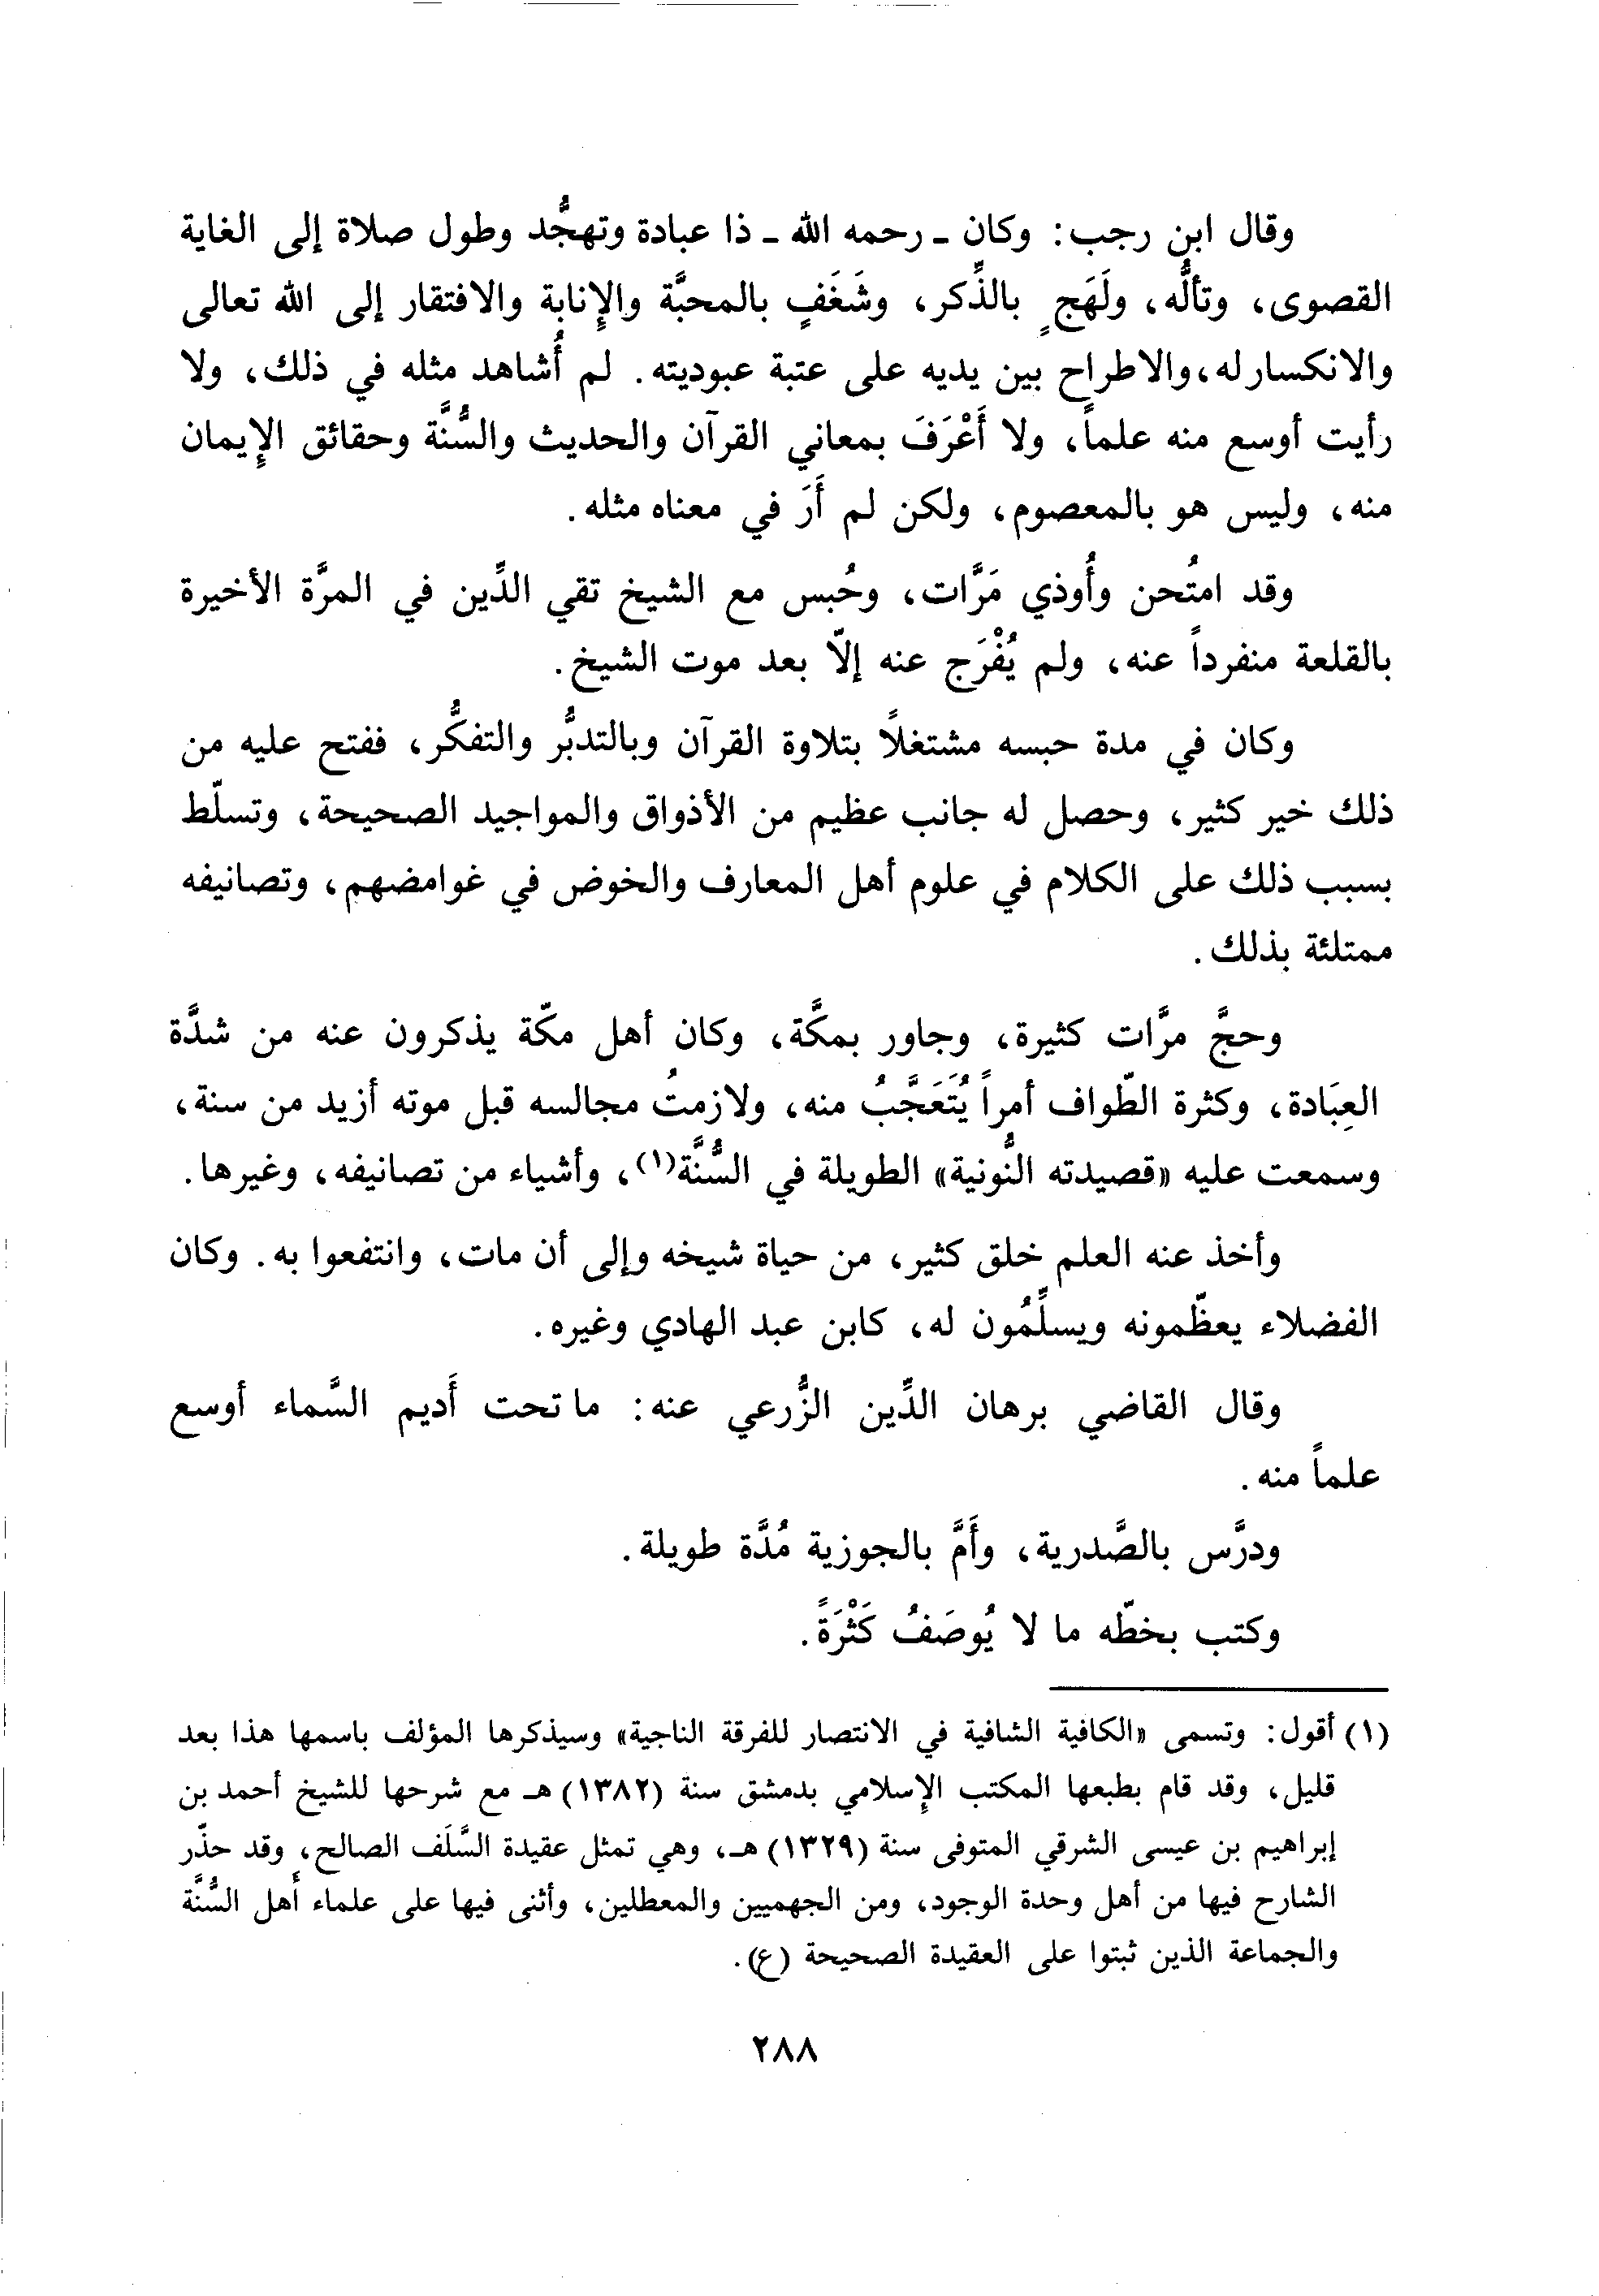 وقال ابن رجب: وكان - رحمه الله - ذا عبادة وتهجُّد وطول صلاة إلى الغاية
القصوى، وتألُّه، ولَهَجٍ بالذِّكر، وشَغَفٍ بالمحبَّة والإِنابة والافتقار إلى الله تعالى
والانكسار له، والاطراح بين يديه على عتبة عبوديته. لم أُشاهد مثله في ذلك، ولا
رأيت أوسع منه علماً، ولا أَعْرَفَ بمعاني القرآن والحديث والسُّنَّة وحقائق الإِيمان
منه، وليس هو بالمعصوم، ولكن لم أَرَ في معناه مثله.
وقد امتُحن وأُوذي مَرَّات، وحُبس مع الشيخ تقي الدِّين في المرَّة الأخيرة
بالقلعة منفرداً عنه، ولم يُفْرَج عنه إلّا بعد موت الشيخ.
وكان في مدة حبسه مشتغلاً بتلاوة القرآن وبالتدبُّر والتفكُّر، ففتح عليه من
ذلك خير كثير، وحصل له جانب عظيم من الأذواق والمواجيد الصحيحة، وتسلّط
بسبب ذلك على الكلام في علوم أهل المعارف والخوض في غوامضهم، وتصانيفه
ممتلئة بذلك.
وحجَّ مرَّات كثيرة، وجاور بمكَّة، وكان أهل مكّة يذكرون عنه من شدَّة
العِبَادة، وكثرة الطّواف أمراً يُتَعَجَّبُ منه، ولازمتُ مجالسه قبل موته أزيد من سنة،
وسمعت عليه «قصيدته النُّونية» الطويلة في السُّنَّة(١)، وأشياء من تصانيفه، وغيرها.
وأخذ عنه العلم خلق كثير، من حياة شيخه وإلى أن مات، وانتفعوا به. وكان
الفضلاء يعظّمونه ويسلِّمُون له، كابن عبد الهادي وغيره.
وقال القاضي برهان الدِّين الزُّرعي عنه: ما تحت أَديم السَّماء أوسع
علماً منه.
ودرَّس بالصَّدرية، وأَمَّ بالجوزية مُدَّة طويلة.
وكتب بخطّه ما لا يُوصَفُ كَثْرَةً.
(١) أقول: وتسمى «الكافية الشافية في الانتصار للفرقة الناجية» وسيذكرها المؤلف باسمها هذا بعد
قليل، وقد قام بطبعها المكتب الإسلامي بدمشق سنة (١٣٨٢) هـ مع شرحها للشيخ أحمد بن
إبراهيم بن عيسى الشرقي المتوفى سنة (١٣٢٩) هـ، وهي تمثل عقيدة السَّلَف الصالح، وقد حذّر
الشارح فيها من أهل وحدة الوجود، ومن الجهميين والمعطلين، وأثنى فيها على علماء أهل السُّنَّة
والجماعة الذين ثبتوا على العقيدة الصحيحة (ع).
٢٨٨